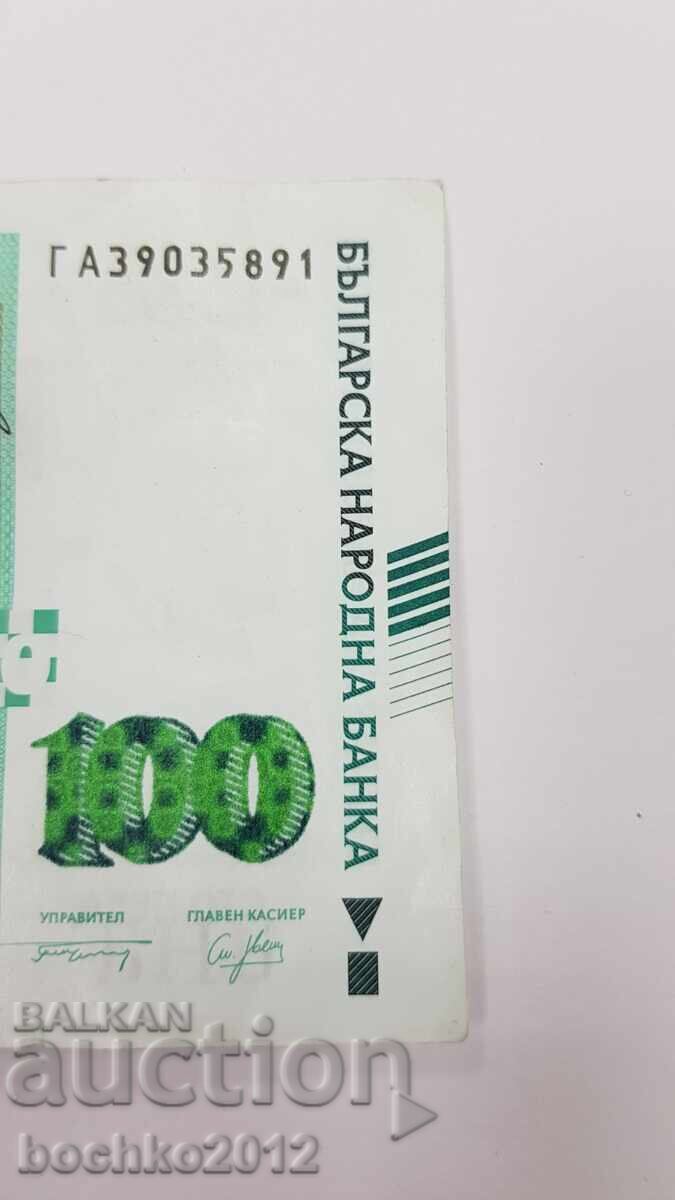 ГА39035891
БЪЛГАРСКА НАРОДНА БАНКА
100
УПРАВИТЕЛ
ГЛАВЕН КАСИЕР
BALKAN
auction
bochko2012